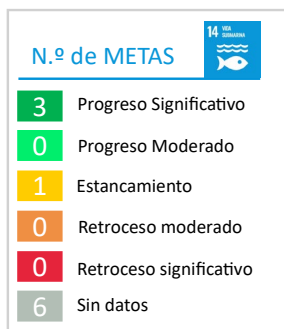 14 VIDA
SUBMARINA
N.º de METAS
3 Progreso Significativo
0 Progreso Moderado
1 Estancamiento
0 Retroceso moderado
0 Retroceso significativo
6 Sin datos